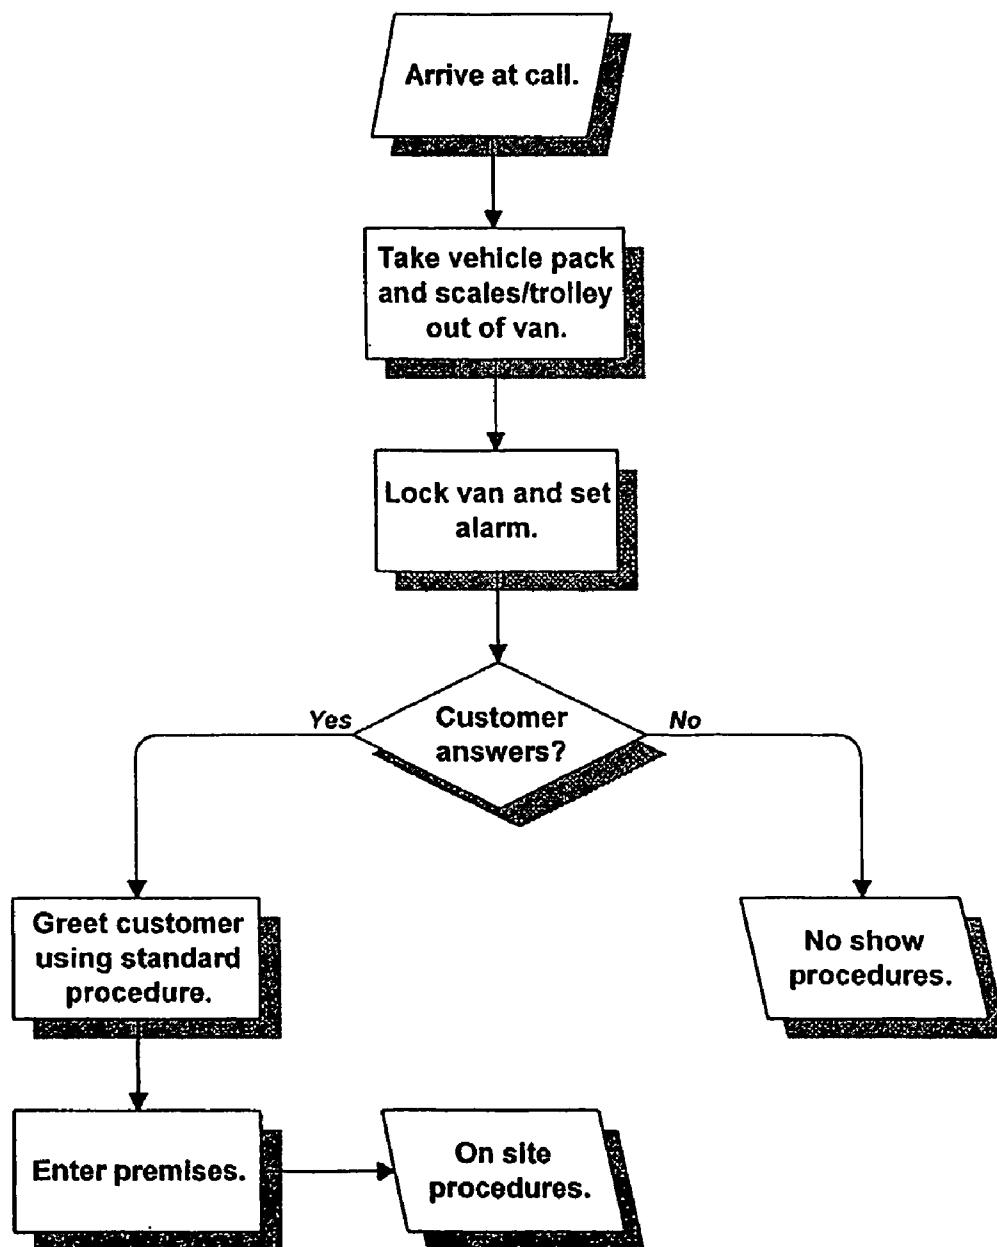 Arrive at call.
Take vehicle pack
and scales/trolley
out of van.
Lock van and set
alarm.
Customer
answers?
Yes
No
Greet customer
using standard
procedure.
No show
procedures.
Enter premises.
On site
procedures.